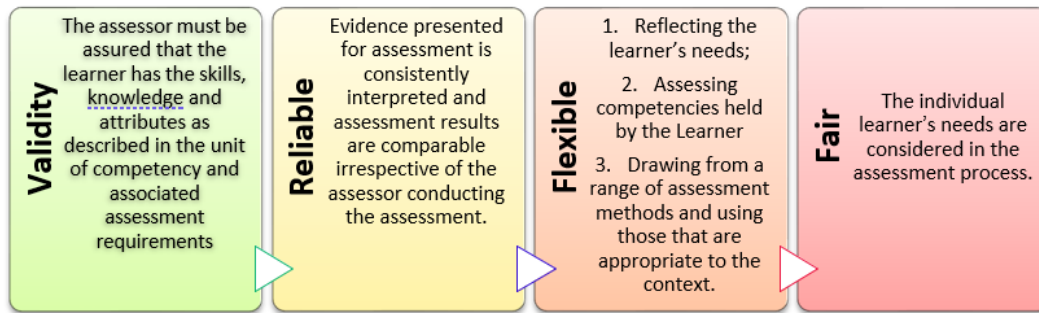 Validity
The assessor must be
assured that the
learner has the skills,
knowledge and
attributes as
described in the unit
of competency and
associated
assessment
requirements
Reliable
Evidence presented
for assessment is
consistently
interpreted and
assessment results
are comparable
irrespective of the
assessor conducting
the assessment.
Flexible
1. Reflecting the
learner’s needs;
2. Assessing
competencies held
by the Learner
3. Drawing from a
range of assessment
methods and using
those that are
appropriate to the
context.
Fair
The individual
learner’s needs are
considered in the
assessment process.